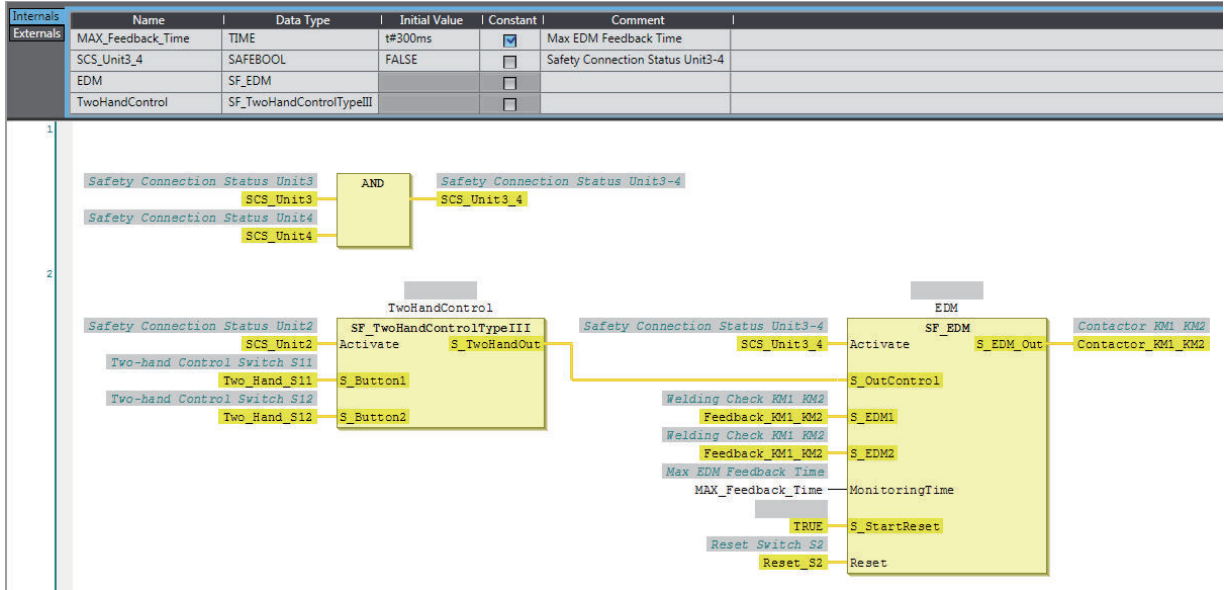 Internals
Externals
Name Data Type Initial Value Constant Comment
MAX_Feedback_Time TIME t#300ms Max EDM Feedback Time
SCS_Unit3_4 SAFEBOOL FALSE Safety Connection Status Unit3-4
EDM SF_EDM
TwoHandControl SF_TwoHandControlTypeIII
1
Safety Connection Status Unit3
SCS_Unit3
Safety Connection Status Unit4
SCS_Unit4
AND
Safety Connection Status Unit3-4
SCS_Unit3_4
2
TwoHandControl
SF_TwoHandControlTypeIII
Safety Connection Status Unit2
SCS_Unit2 Activate S_TwoHandOut
Two-hand Control Switch S11
Two_Hand_S11 S_Button1
Two-hand Control Switch S12
Two_Hand_S12 S_Button2
EDM
SF_EDM
Safety Connection Status Unit3-4
SCS_Unit3_4 Activate S_EDM_Out
Contactor KM1 KM2
Contactor_KM1_KM2
S_OutControl
Welding Check KM1 KM2
Feedback_KM1_KM2 S_EDM1
Welding Check KM1 KM2
Feedback_KM1_KM2 S_EDM2
Max EDM Feedback Time
MAX_Feedback_Time MonitoringTime
TRUE S_StartReset
Reset Switch S2
Reset_S2 Reset